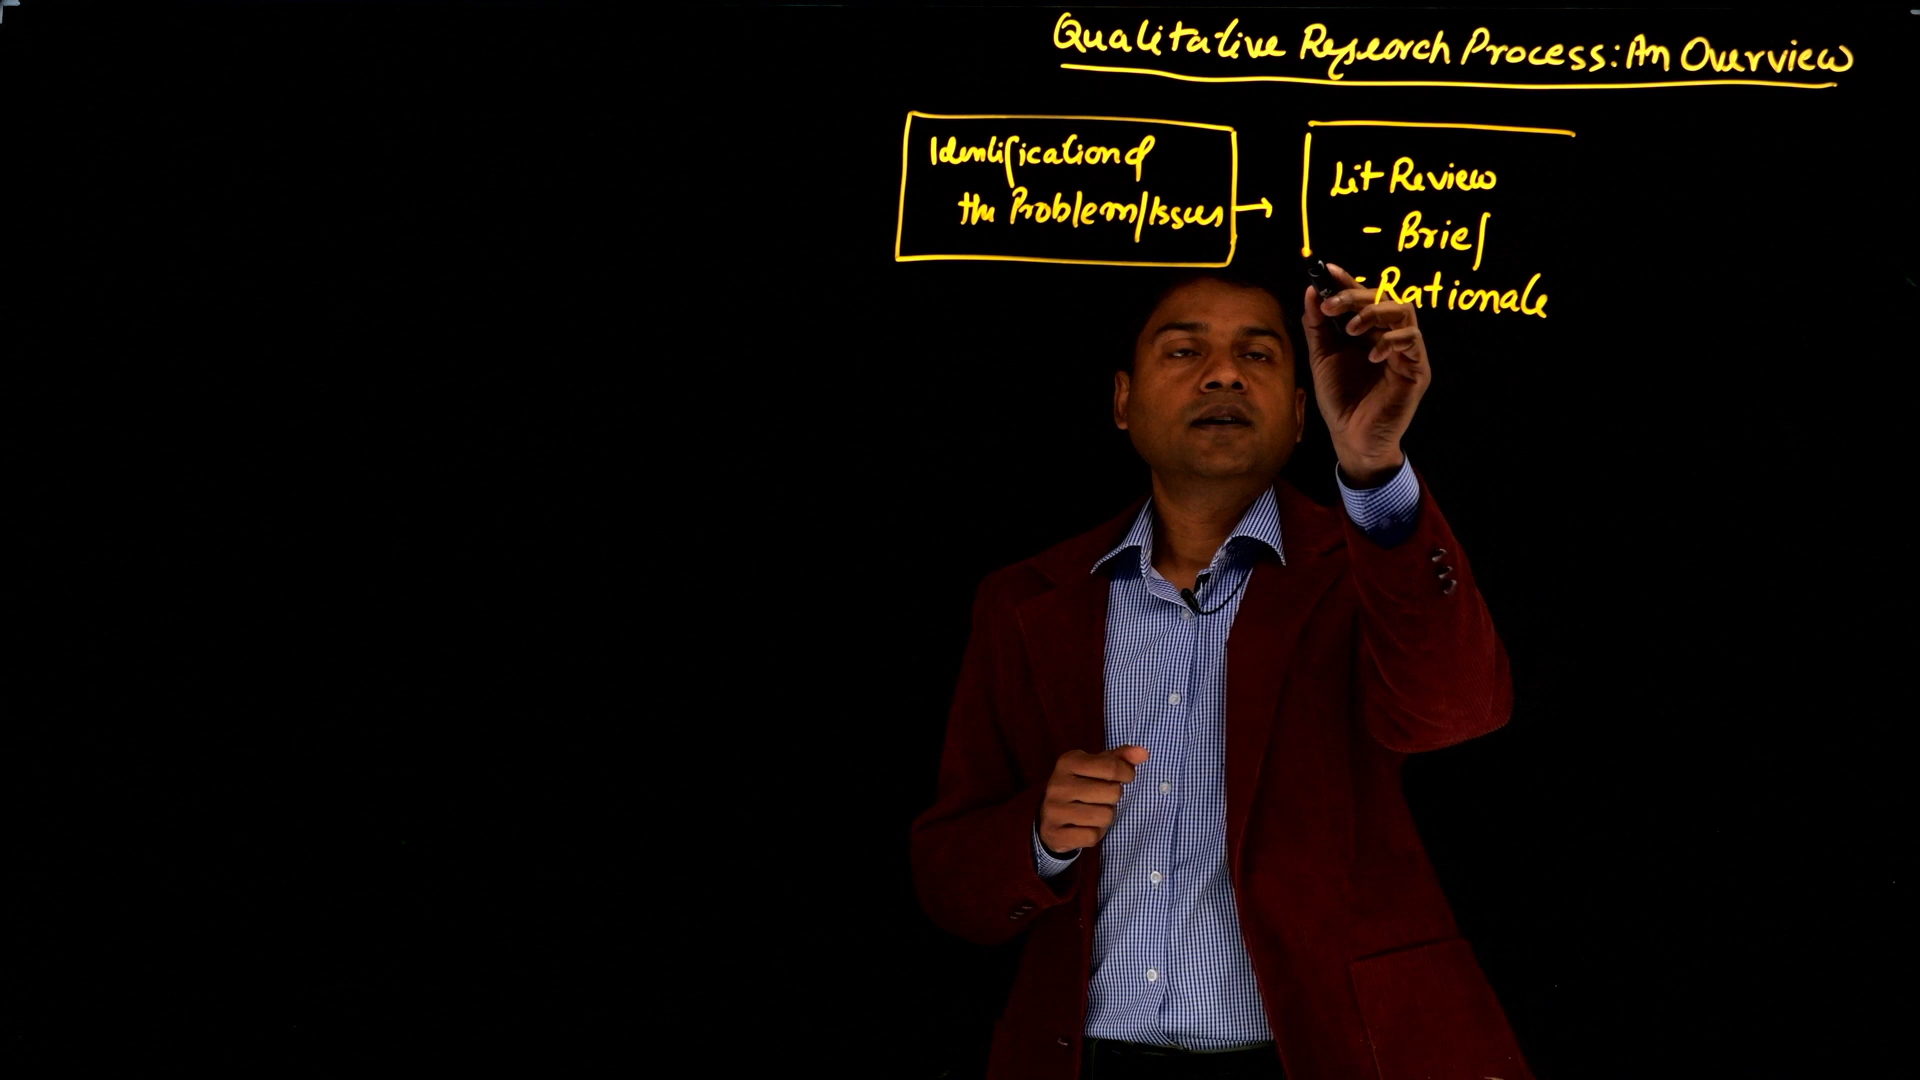 Qualitative Research Process: An Overview
Identification of
the Problem/Issues
Lit Review
- Brief
- Rationale